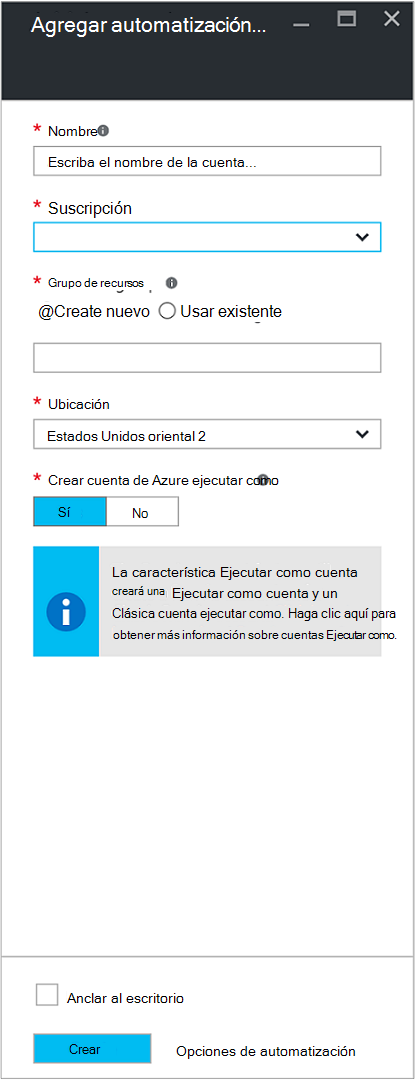 Agregar automatización...
* Nombre
Escriba el nombre de la cuenta...
* Suscripción
* Grupo de recursos
@Create nuevo Usar existente
* Ubicación
Estados Unidos oriental 2
* Crear cuenta de Azure ejecutar como
Sí No
La característica Ejecutar como cuenta
creará una Ejecutar como cuenta y un
Clásica cuenta ejecutar como. Haga clic aquí para
obtener más información sobre cuentas Ejecutar como.
Anclar al escritorio
Crear Opciones de automatización